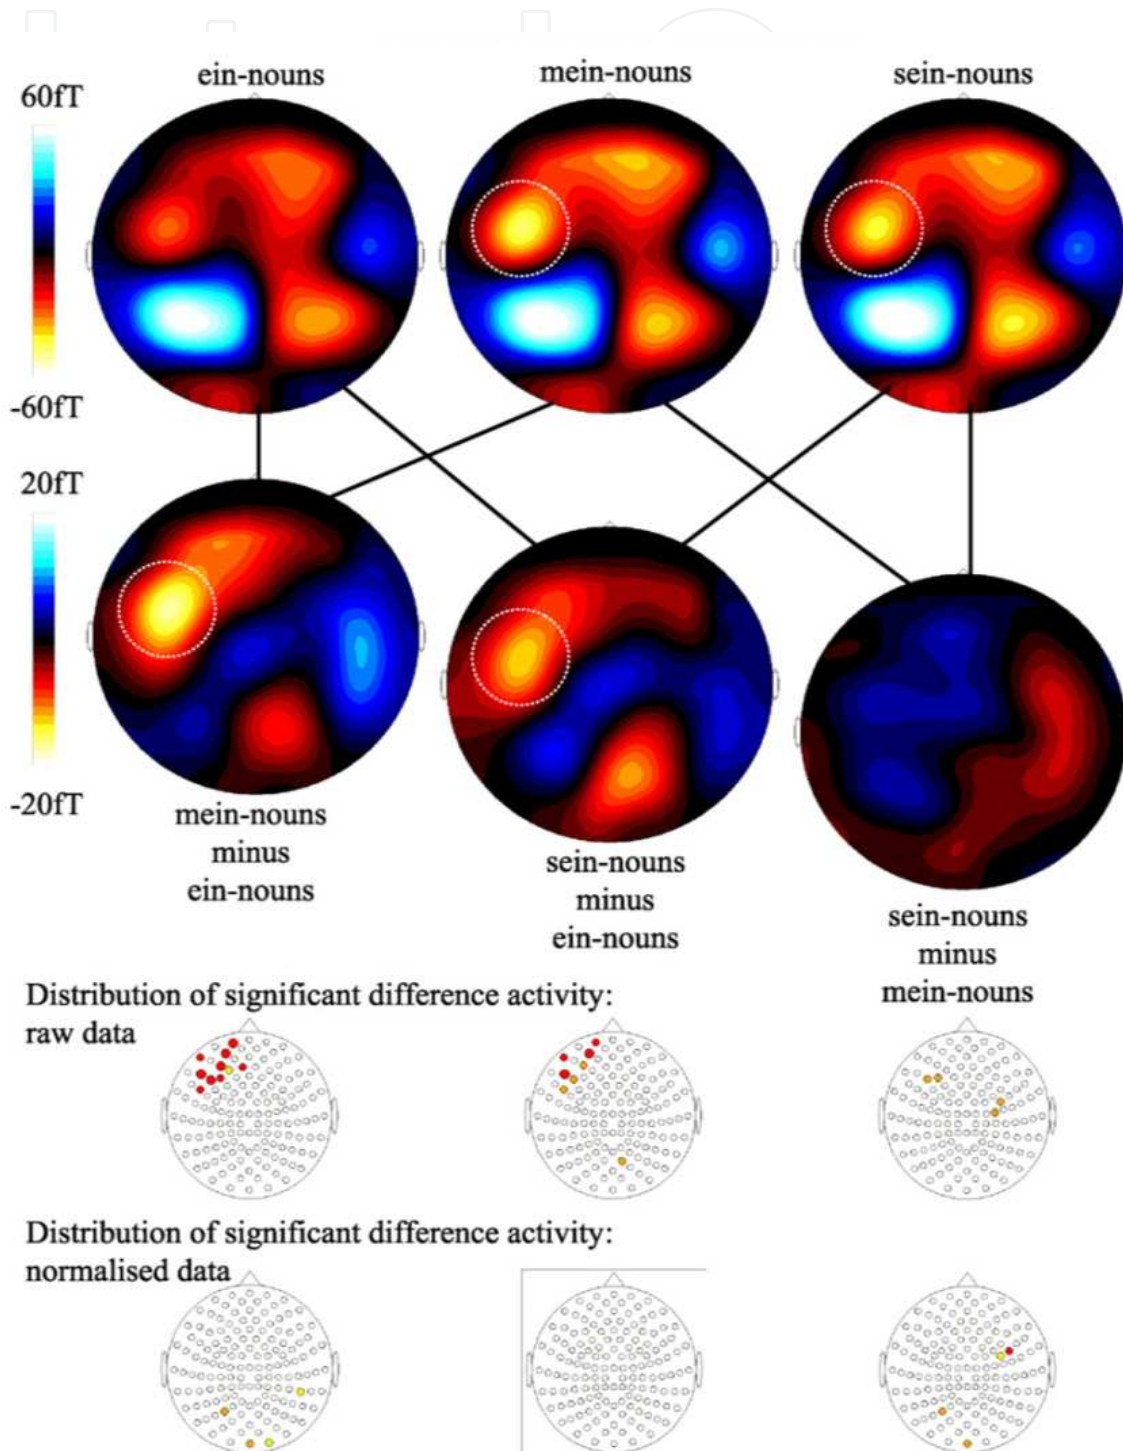 ein-nouns
mein-nouns
sein-nouns
60fT
-60fT
20fT
-20fT
mein-nouns
minus
ein-nouns
sein-nouns
minus
ein-nouns
sein-nouns
minus
mein-nouns
Distribution of significant difference activity:
raw data
Distribution of significant difference activity:
normalised data